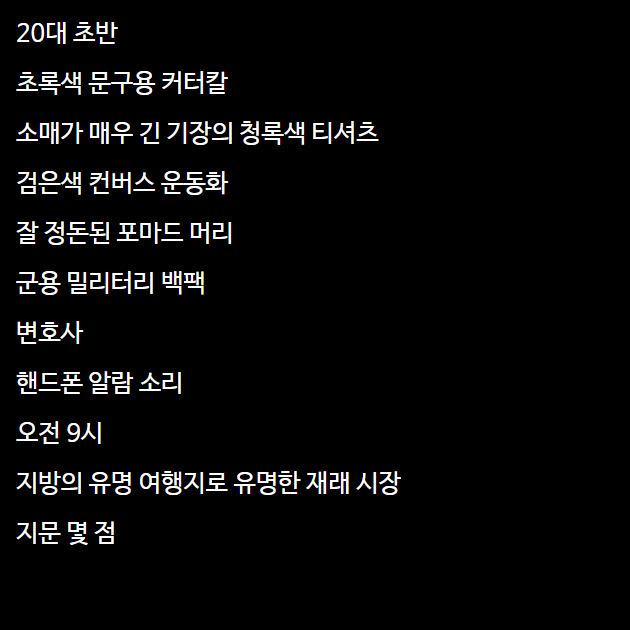 20대 초반
초록색 문구용 커터칼
소매가 매우 긴 기장의 청록색 티셔츠
검은색 컨버스 운동화
잘 정돈된 포마드 머리
군용 밀리터리 백팩
변호사
핸드폰 알람 소리
오전 9시
지방의 유명 여행지로 유명한 재래 시장
지문 몇 점